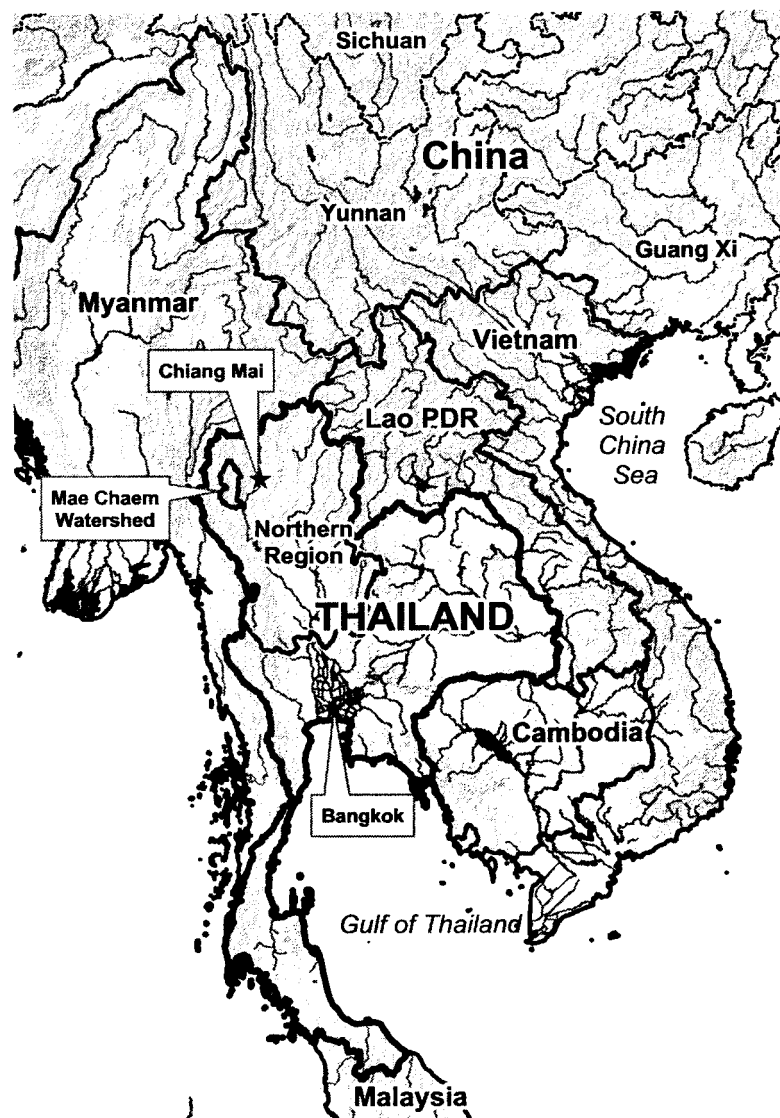 Sichuan
China
Yunnan
Guang Xi
Myanmar
Vietnam
Chiang Mai
Lao PDR
South
China
Sea
Mae Chaem
Watershed
Northern
Region
THAILAND
Cambodia
Bangkok
Gulf of Thailand
Malaysia